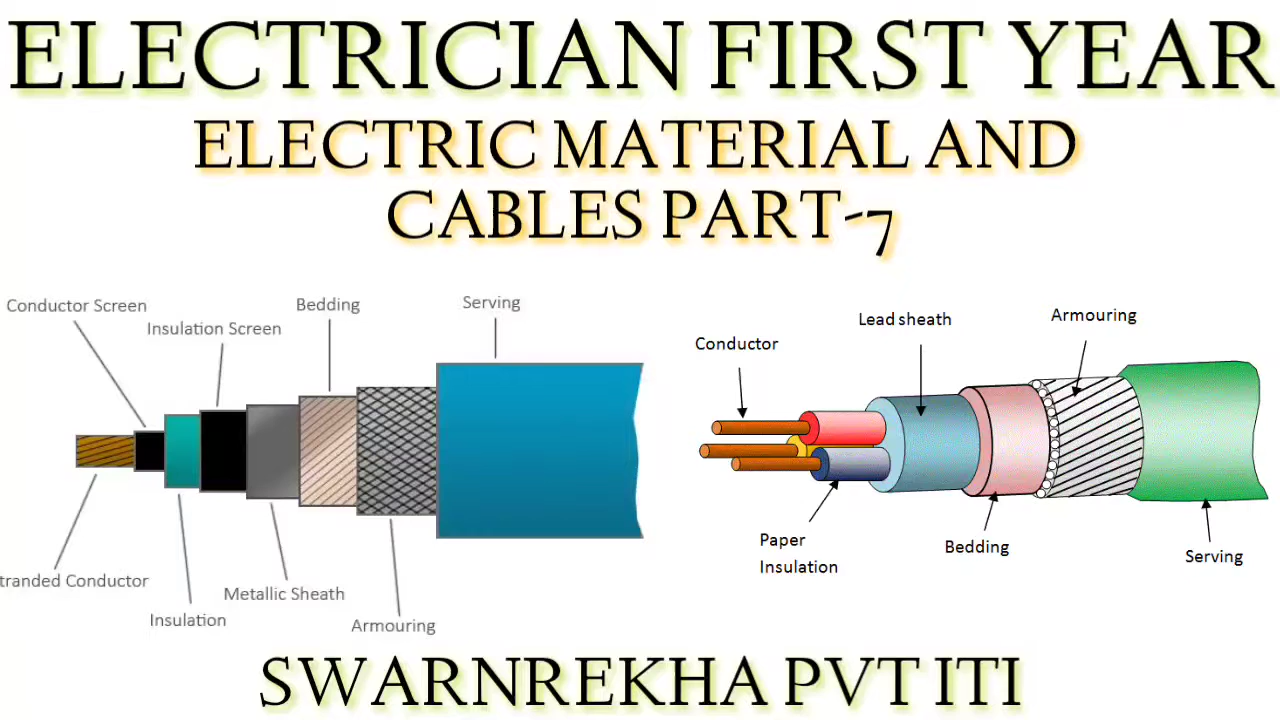 ELECTRICIAN FIRST YEAR
ELECTRIC MATERIAL AND
CABLES PART-7
Conductor Screen
Insulation Screen
Bedding
Serving
tranded Conductor
Insulation
Metallic Sheath
Armouring
Conductor
Lead sheath
Armouring
Paper
Insulation
Bedding
Serving
SWARNREKHA PVT ITI